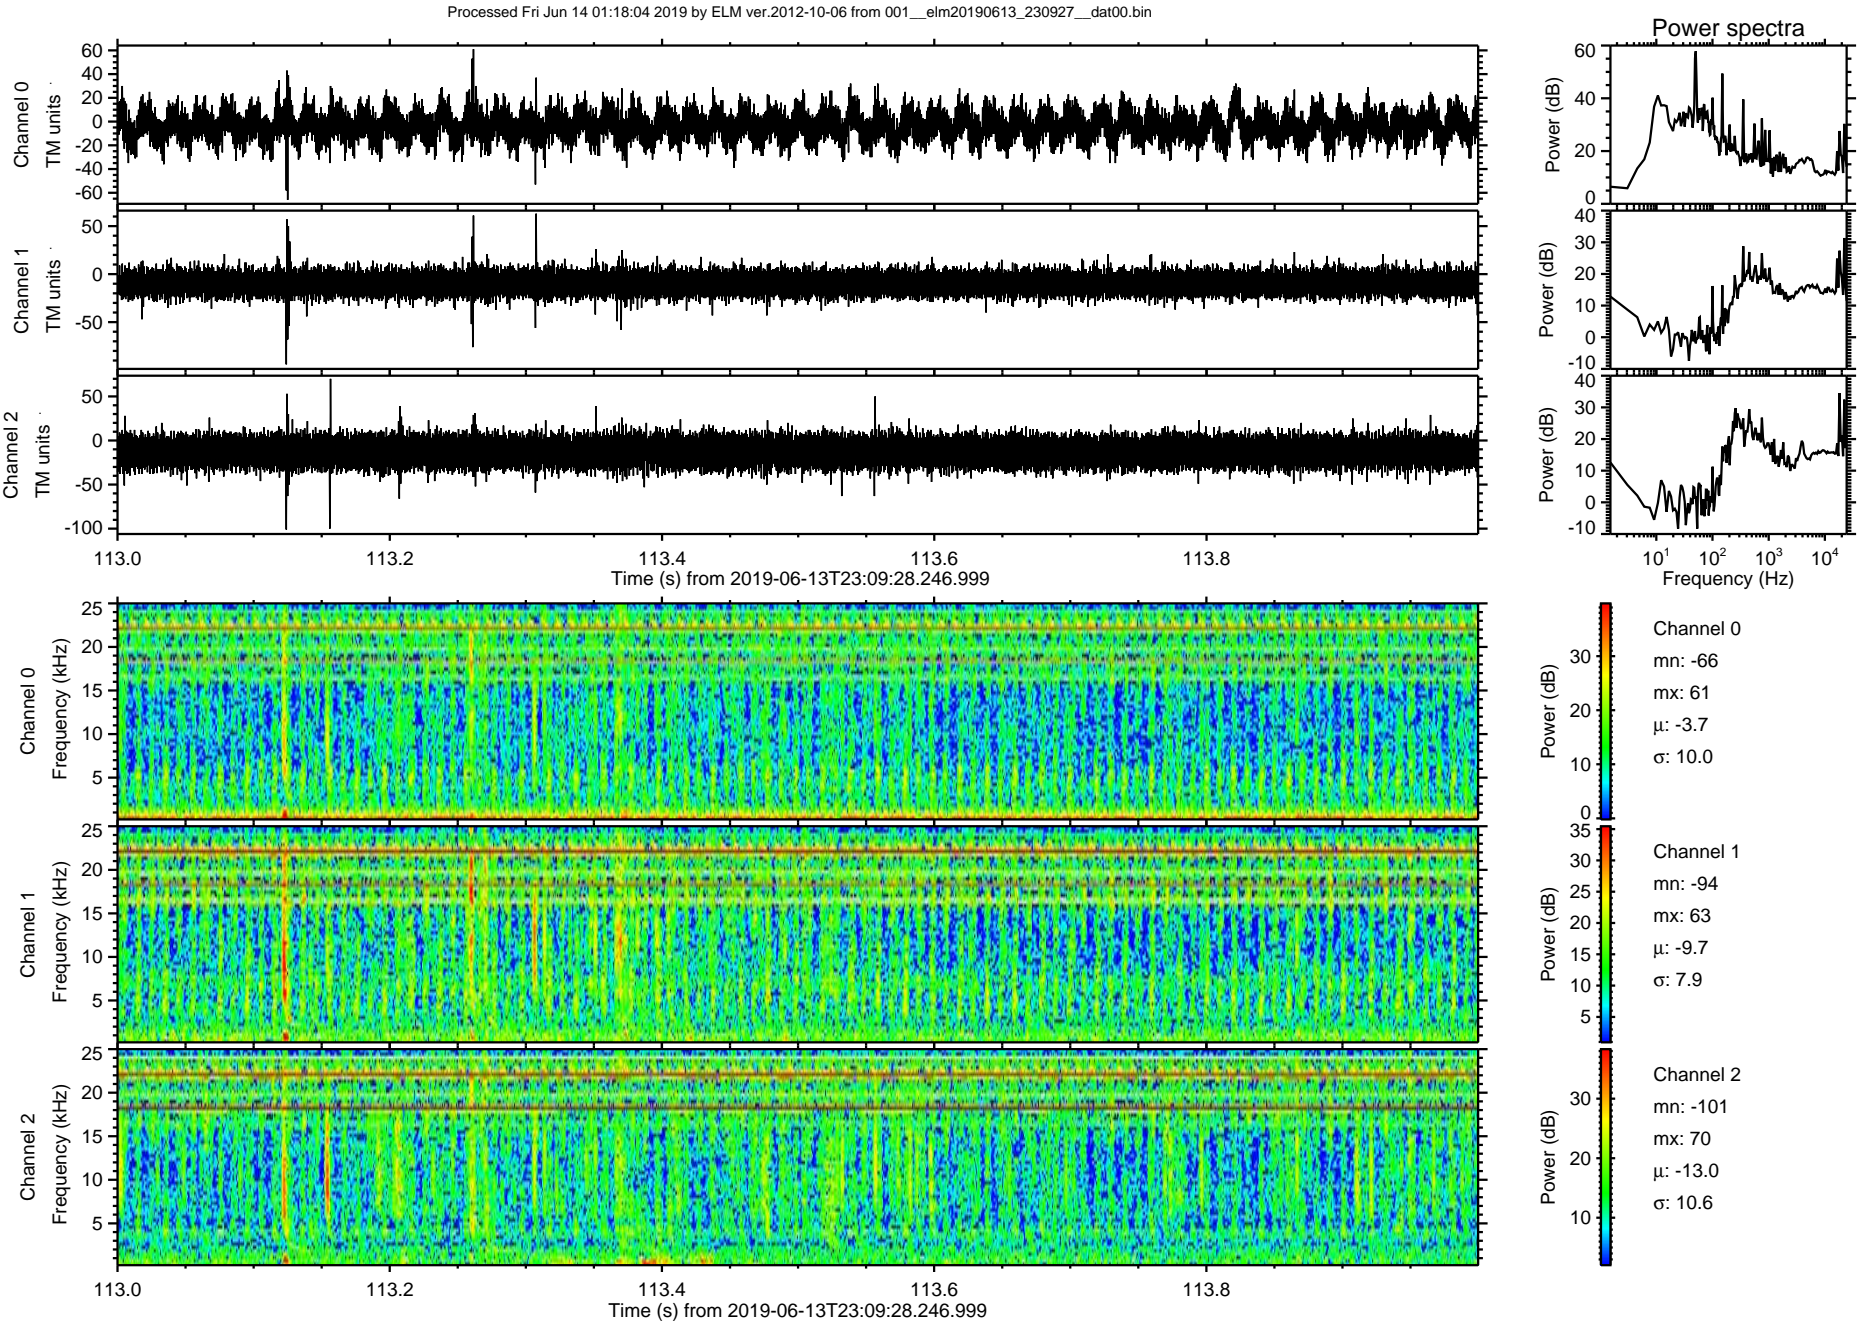 Processed Fri Jun 14 01:18:04 2019 by ELM ver.2012-10-06 from 001__elm20190613_230927__dat00.bin
Power spectra
Channel 0
TM units
60
40
20
0
-20
-40
-60
Power (dB)
60
40
20
0
Channel 1
TM units
50
0
-50
Power (dB)
40
30
20
10
0
-10
Channel 2
TM units
50
0
-50
-100
Power (dB)
40
30
20
10
0
-10
113.0 113.2 113.4 113.6 113.8
Time (s) from 2019-06-13T23:09:28.246.999
10^1 10^2 10^3 10^4
Frequency (Hz)
Channel 0
Frequency (kHz)
25
20
15
10
5
Power (dB)
30
20
10
0
Channel 0
mn: -66
mx: 61
μ: -3.7
σ: 10.0
Channel 1
Frequency (kHz)
25
20
15
10
5
Power (dB)
35
30
25
20
15
10
5
Channel 1
mn: -94
mx: 63
μ: -9.7
σ: 7.9
Channel 2
Frequency (kHz)
25
20
15
10
5
Power (dB)
30
20
10
Channel 2
mn: -101
mx: 70
μ: -13.0
σ: 10.6
113.0 113.2 113.4 113.6 113.8
Time (s) from 2019-06-13T23:09:28.246.999